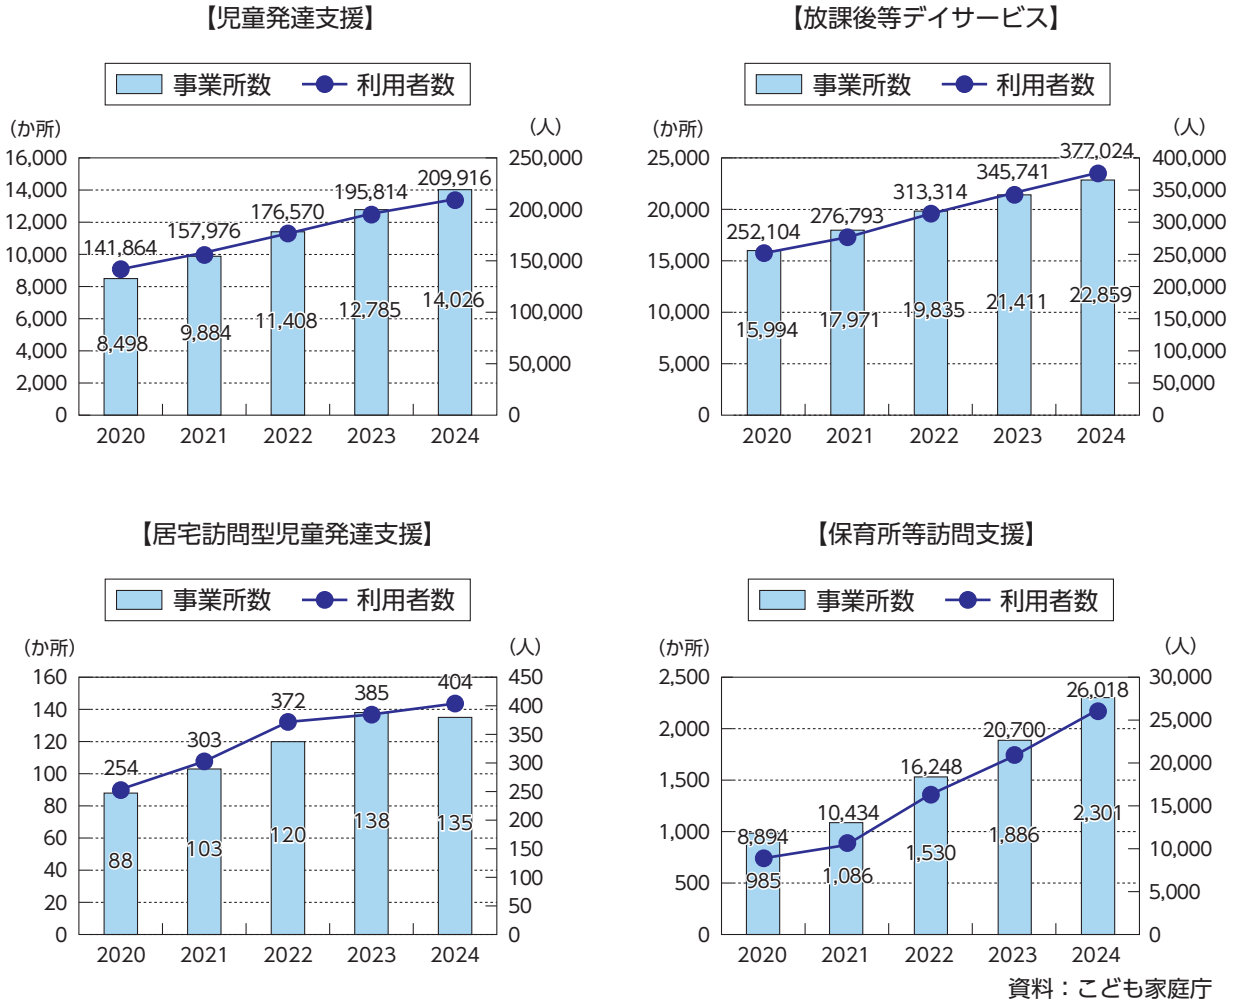 【児童発達支援】
事業所数 利用者数
(か所) (人)
16,000 250,000
14,000
12,000 200,000
10,000 150,000
8,000
6,000 100,000
4,000 50,000
2,000
0 0
141,864 157,976 176,570 195,814 209,916
8,498 9,884 11,408 12,785 14,026
2020 2021 2022 2023 2024
【放課後等デイサービス】
事業所数 利用者数
(か所) (人)
25,000 400,000
350,000
20,000 300,000
15,000 250,000
200,000
10,000 150,000
100,000
5,000 50,000
0 0
252,104 276,793 313,314 345,741 377,024
15,994 17,971 19,835 21,411 22,859
2020 2021 2022 2023 2024
【居宅訪問型児童発達支援】
事業所数 利用者数
(か所) (人)
160 450
140 400
120 350
100 300
80 250
60 200
40 150
20 100
0 50
0
254 303 372 385 404
88 103 120 138 135
2020 2021 2022 2023 2024
【保育所等訪問支援】
事業所数 利用者数
(か所) (人)
2,500 30,000
2,000 25,000
1,500 20,000
1,000 15,000
500 10,000
0 5,000
0
8,894 10,434 16,248 20,700 26,018
985 1,086 1,530 1,886 2,301
2020 2021 2022 2023 2024
資料：こども家庭庁